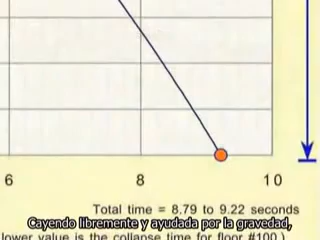 6 8 10
Total time = 8.79 to 9.22 seconds
Cayendo libremente y ayudada por la gravedad,
lower value is the collapse time for floor #100.)